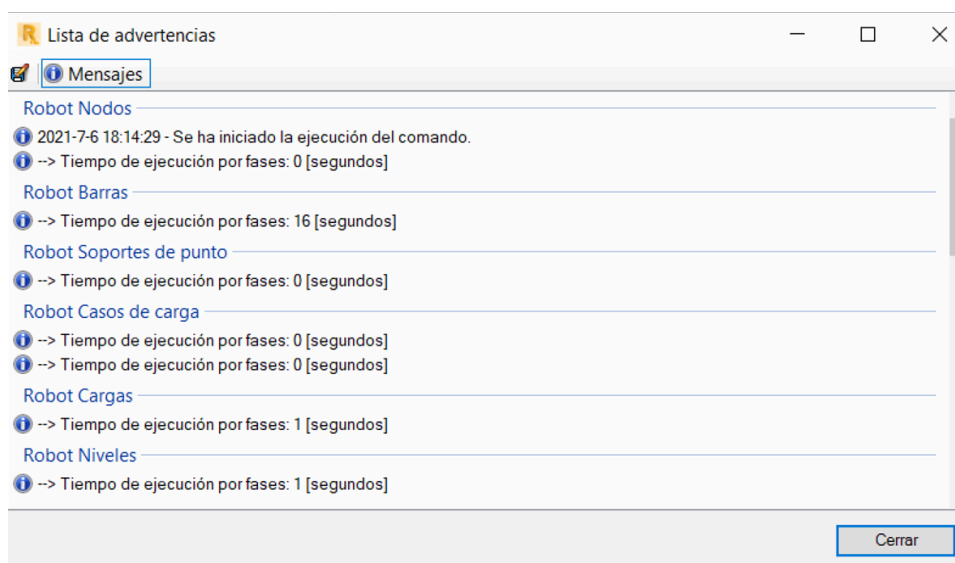 Lista de advertencias
Mensajes
Robot Nodos
2021-7-6 18:14:29 - Se ha iniciado la ejecución del comando.
--> Tiempo de ejecución por fases: 0 [segundos]
Robot Barras
--> Tiempo de ejecución por fases: 16 [segundos]
Robot Soportes de punto
--> Tiempo de ejecución por fases: 0 [segundos]
Robot Casos de carga
--> Tiempo de ejecución por fases: 0 [segundos]
--> Tiempo de ejecución por fases: 0 [segundos]
Robot Cargas
--> Tiempo de ejecución por fases: 1 [segundos]
Robot Niveles
--> Tiempo de ejecución por fases: 1 [segundos]
Cerrar